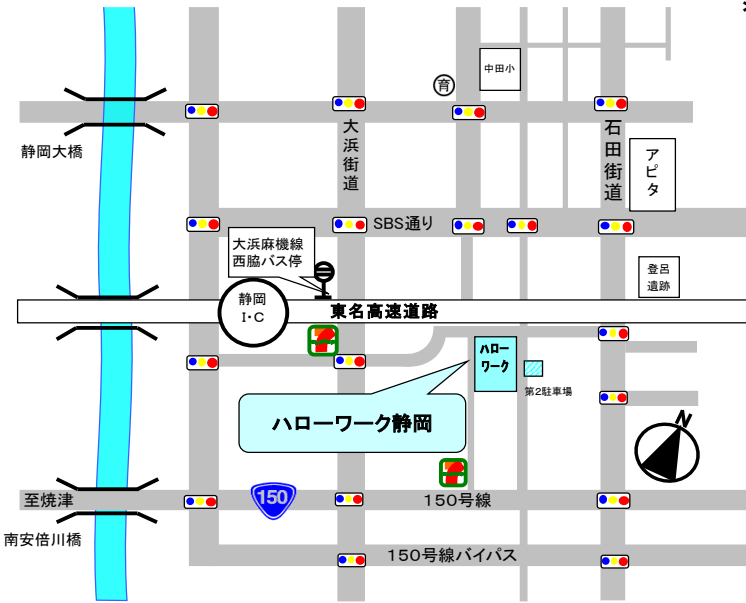 中田小
育
静岡大橋
大浜街道
石田街道
アピタ
SBS通り
大浜麻機線
西脇バス停
登呂
遺跡
静岡
I・C
東名高速道路
ハロー
ワーク
第2駐車場
ハローワーク静岡
N
至焼津
150
150号線
南安倍川橋
150号線バイパス